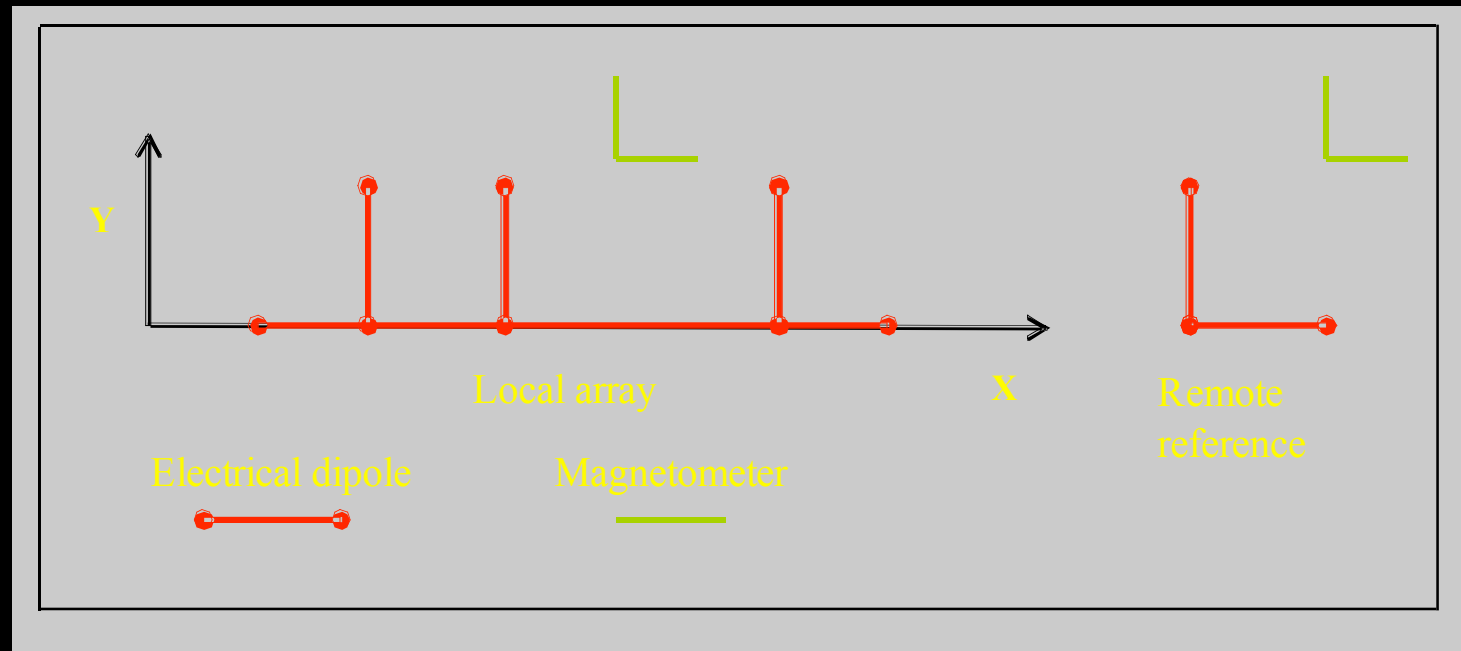 Y
Local array
X
Remote
reference
Electrical dipole
Magnetometer